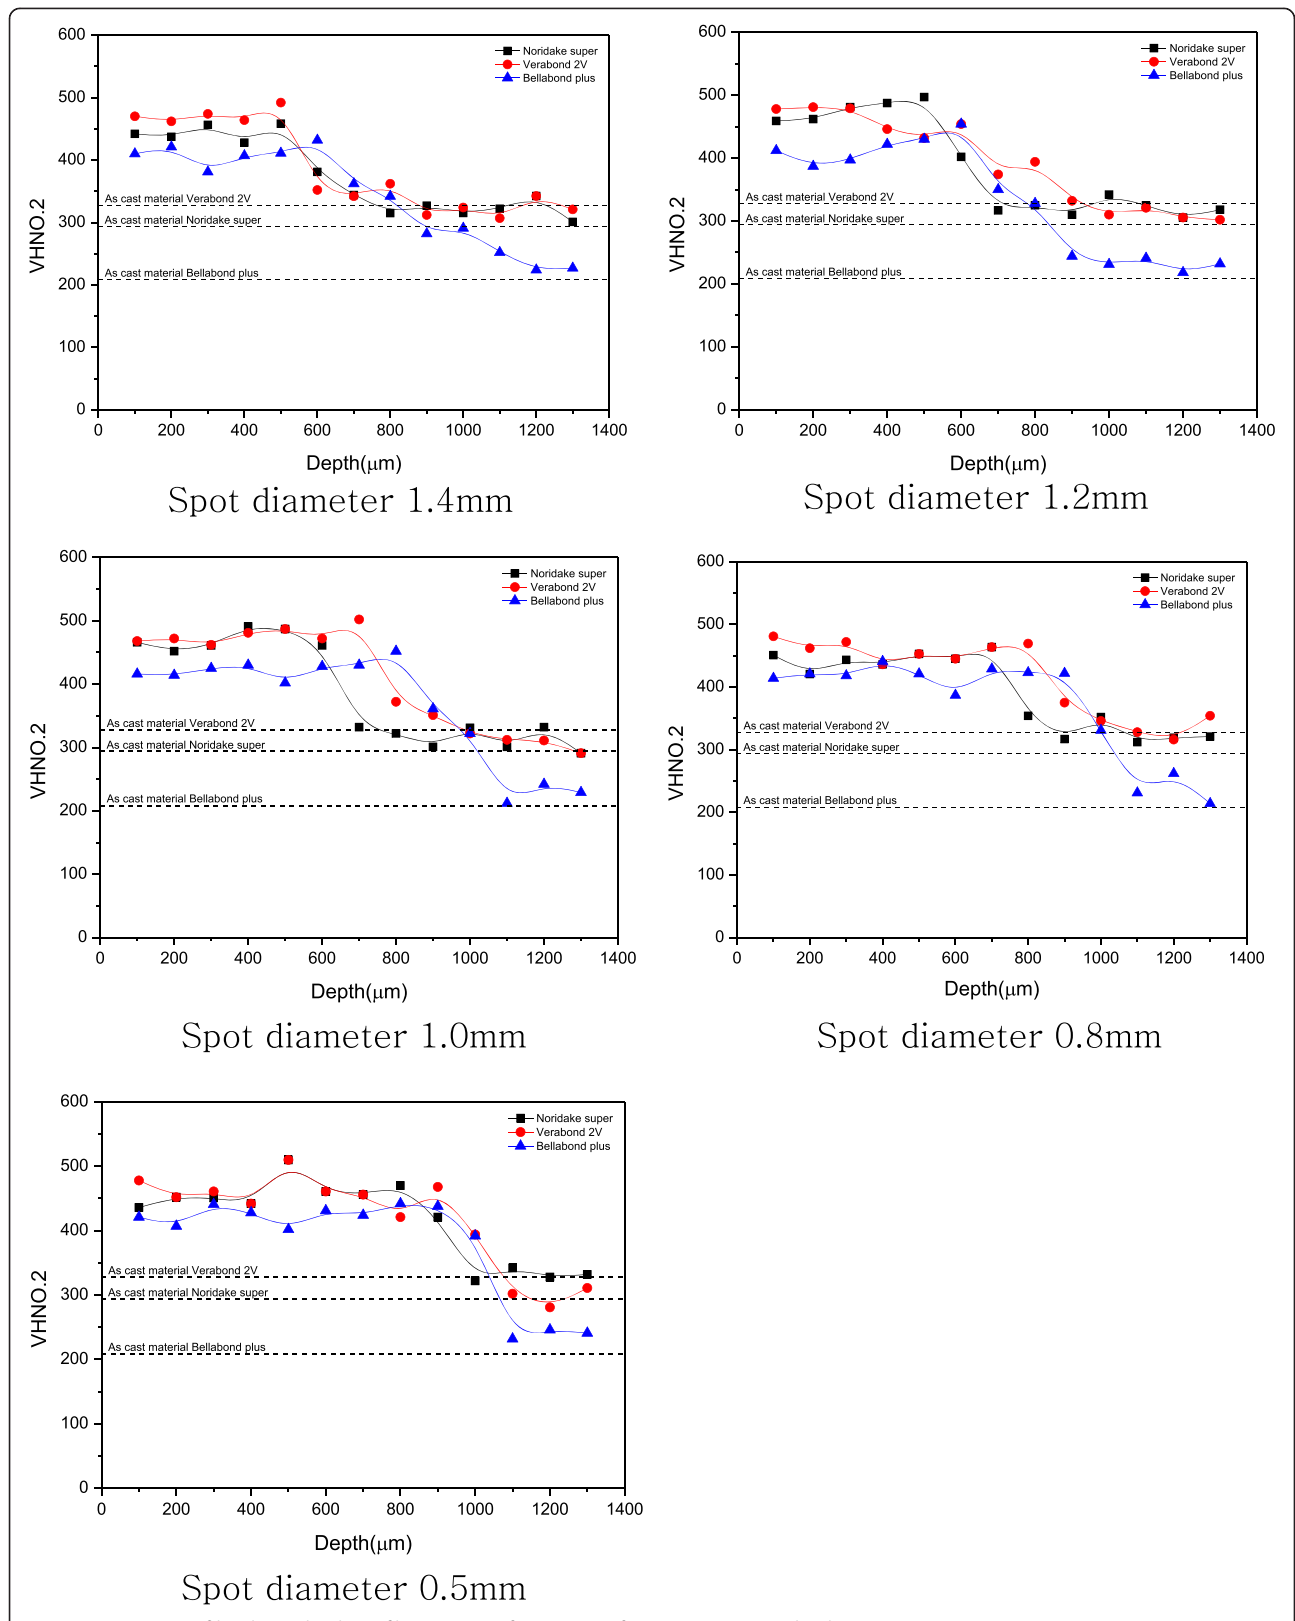 600
500
400
300
200
100
0
VHNO.2
Noridake super
Verabond 2V
Bellabond plus
As cast material Verabond 2V
As cast material Noridake super
As cast material Bellabond plus
0 200 400 600 800 1000 1200 1400
Depth(μm)
Spot diameter 1.4mm
600
500
400
300
200
100
0
VHNO.2
Noridake super
Verabond 2V
Bellabond plus
As cast material Verabond 2V
As cast material Noridake super
As cast material Bellabond plus
0 200 400 600 800 1000 1200 1400
Depth(μm)
Spot diameter 1.2mm
600
500
400
300
200
100
0
VHNO.2
Noridake super
Verabond 2V
Bellabond plus
As cast material Verabond 2V
As cast material Noridake super
As cast material Bellabond plus
0 200 400 600 800 1000 1200 1400
Depth(μm)
Spot diameter 1.0mm
600
500
400
300
200
100
0
VHNO.2
Noridake super
Verabond 2V
Bellabond plus
As cast material Verabond 2V
As cast material Noridake super
As cast material Bellabond plus
0 200 400 600 800 1000 1200 1400
Depth(μm)
Spot diameter 0.8mm
600
500
400
300
200
100
0
VHNO.2
Noridake super
Verabond 2V
Bellabond plus
As cast material Verabond 2V
As cast material Noridake super
As cast material Bellabond plus
0 200 400 600 800 1000 1200 1400
Depth(μm)
Spot diameter 0.5mm